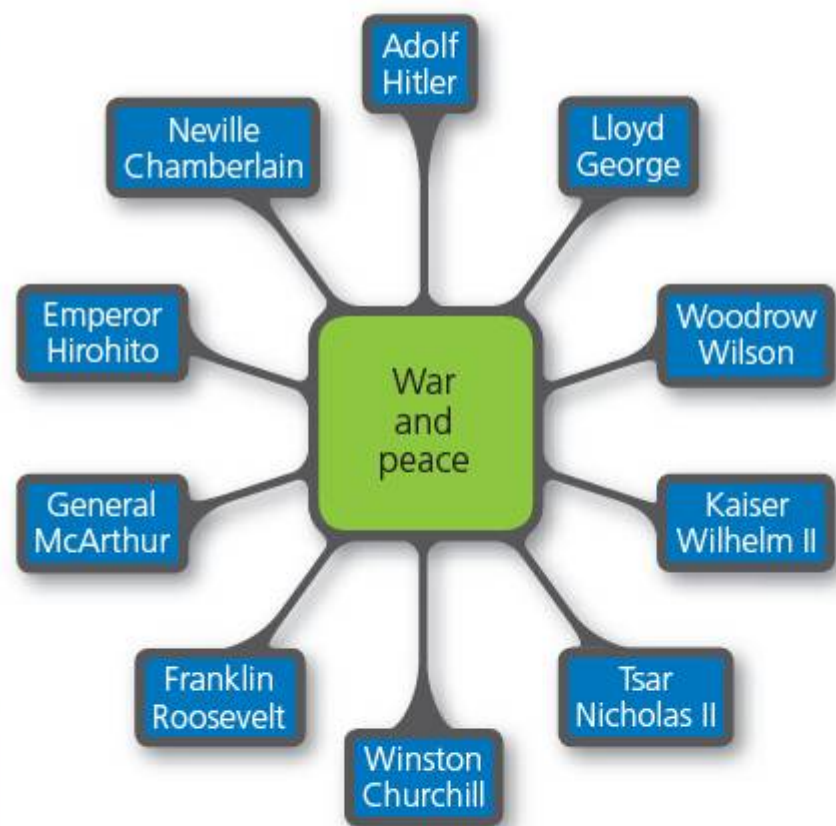 Adolf
Hitler
Neville
Chamberlain
Lloyd
George
Emperor
Hirohito
Woodrow
Wilson
War
and
peace
General
McArthur
Kaiser
Wilhelm II
Franklin
Roosevelt
Tsar
Nicholas II
Winston
Churchill